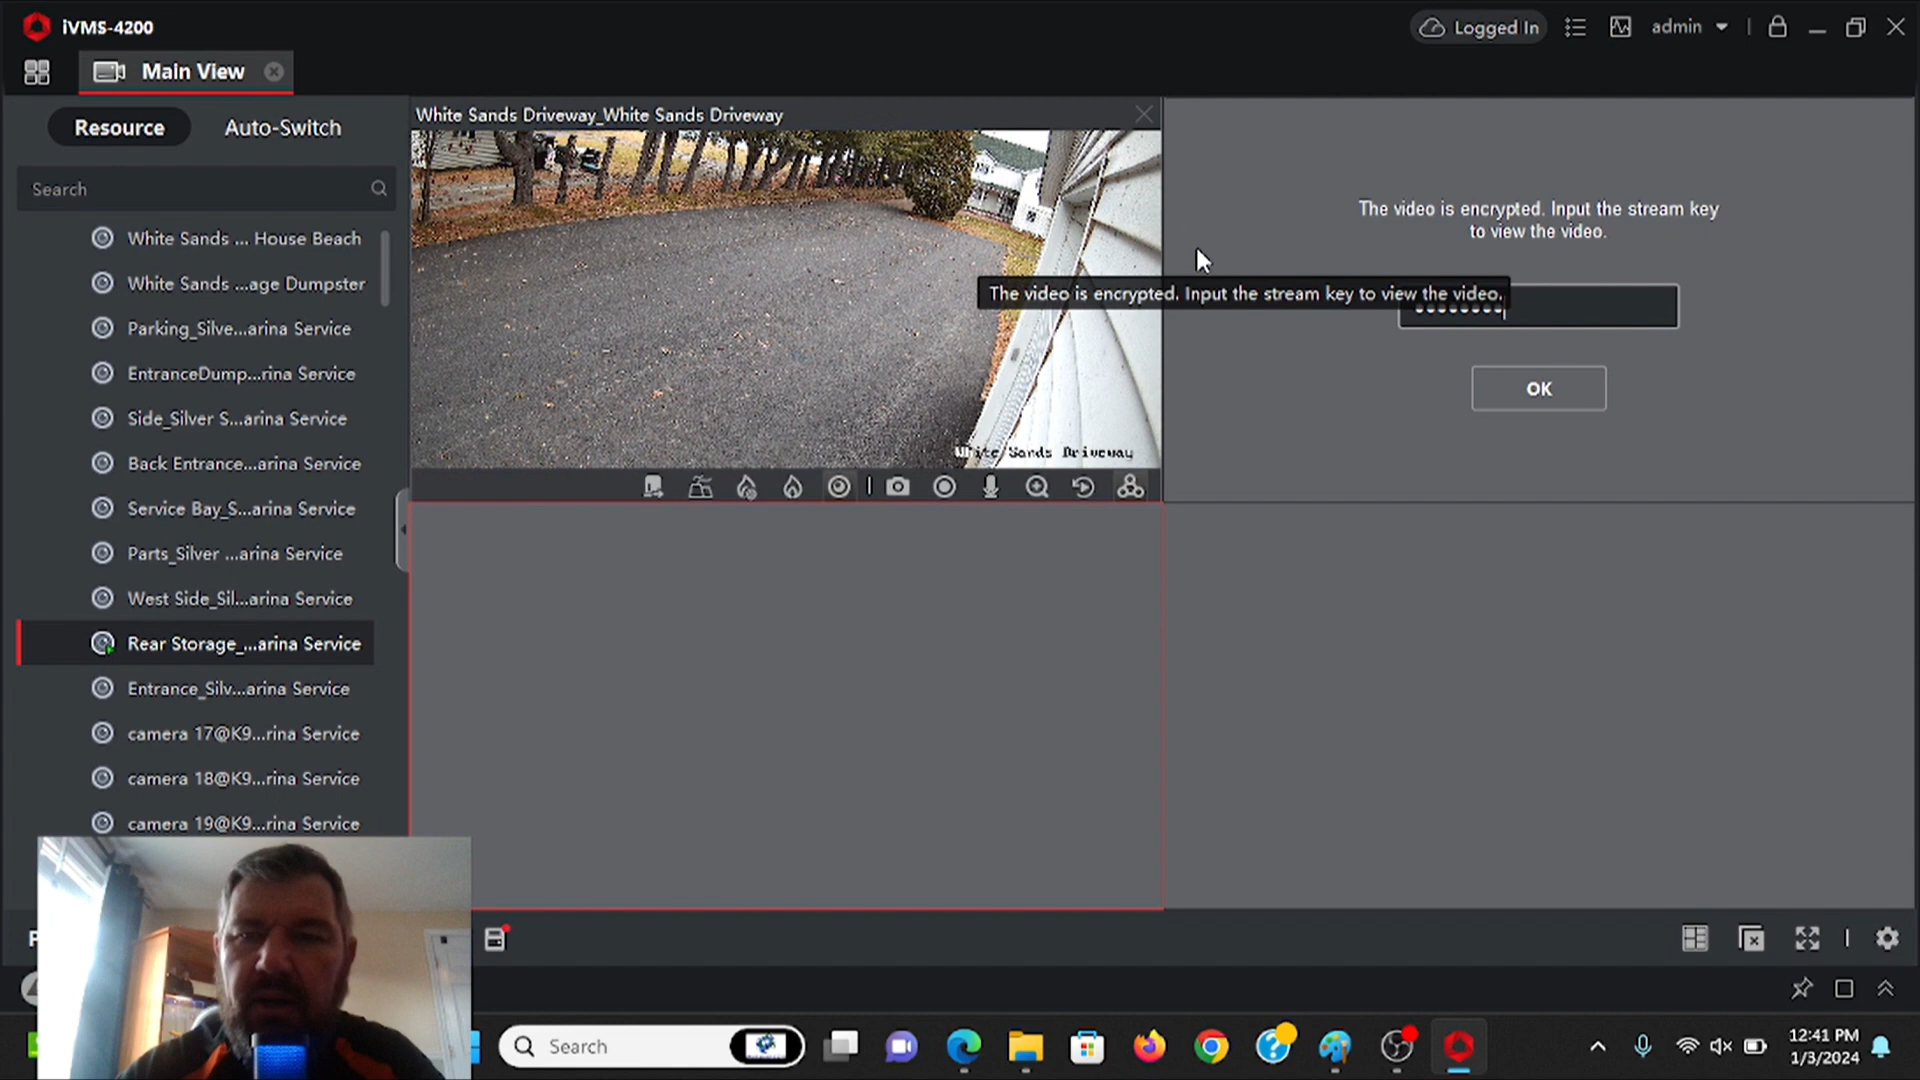 iVMS-4200
Logged In
admin
Main View
Resource
Auto-Switch
Search
White Sands ... House Beach
White Sands ...age Dumpster
Parking_Silve...arina Service
EntranceDump...rina Service
Side_Silver S...arina Service
Back Entrance...arina Service
Service Bay_S...arina Service
Parts_Silver ...arina Service
West Side_Sil...arina Service
Rear Storage_...arina Service
Entrance_Silv...arina Service
camera 17@K9...rina Service
camera 18@K9...rina Service
camera 19@K9...rina Service
White Sands Driveway_White Sands Driveway
White Sands Driveway
The video is encrypted. Input the stream key
to view the video.
The video is encrypted. Input the stream key to view the video.
OK
Search
12:41 PM
1/3/2024